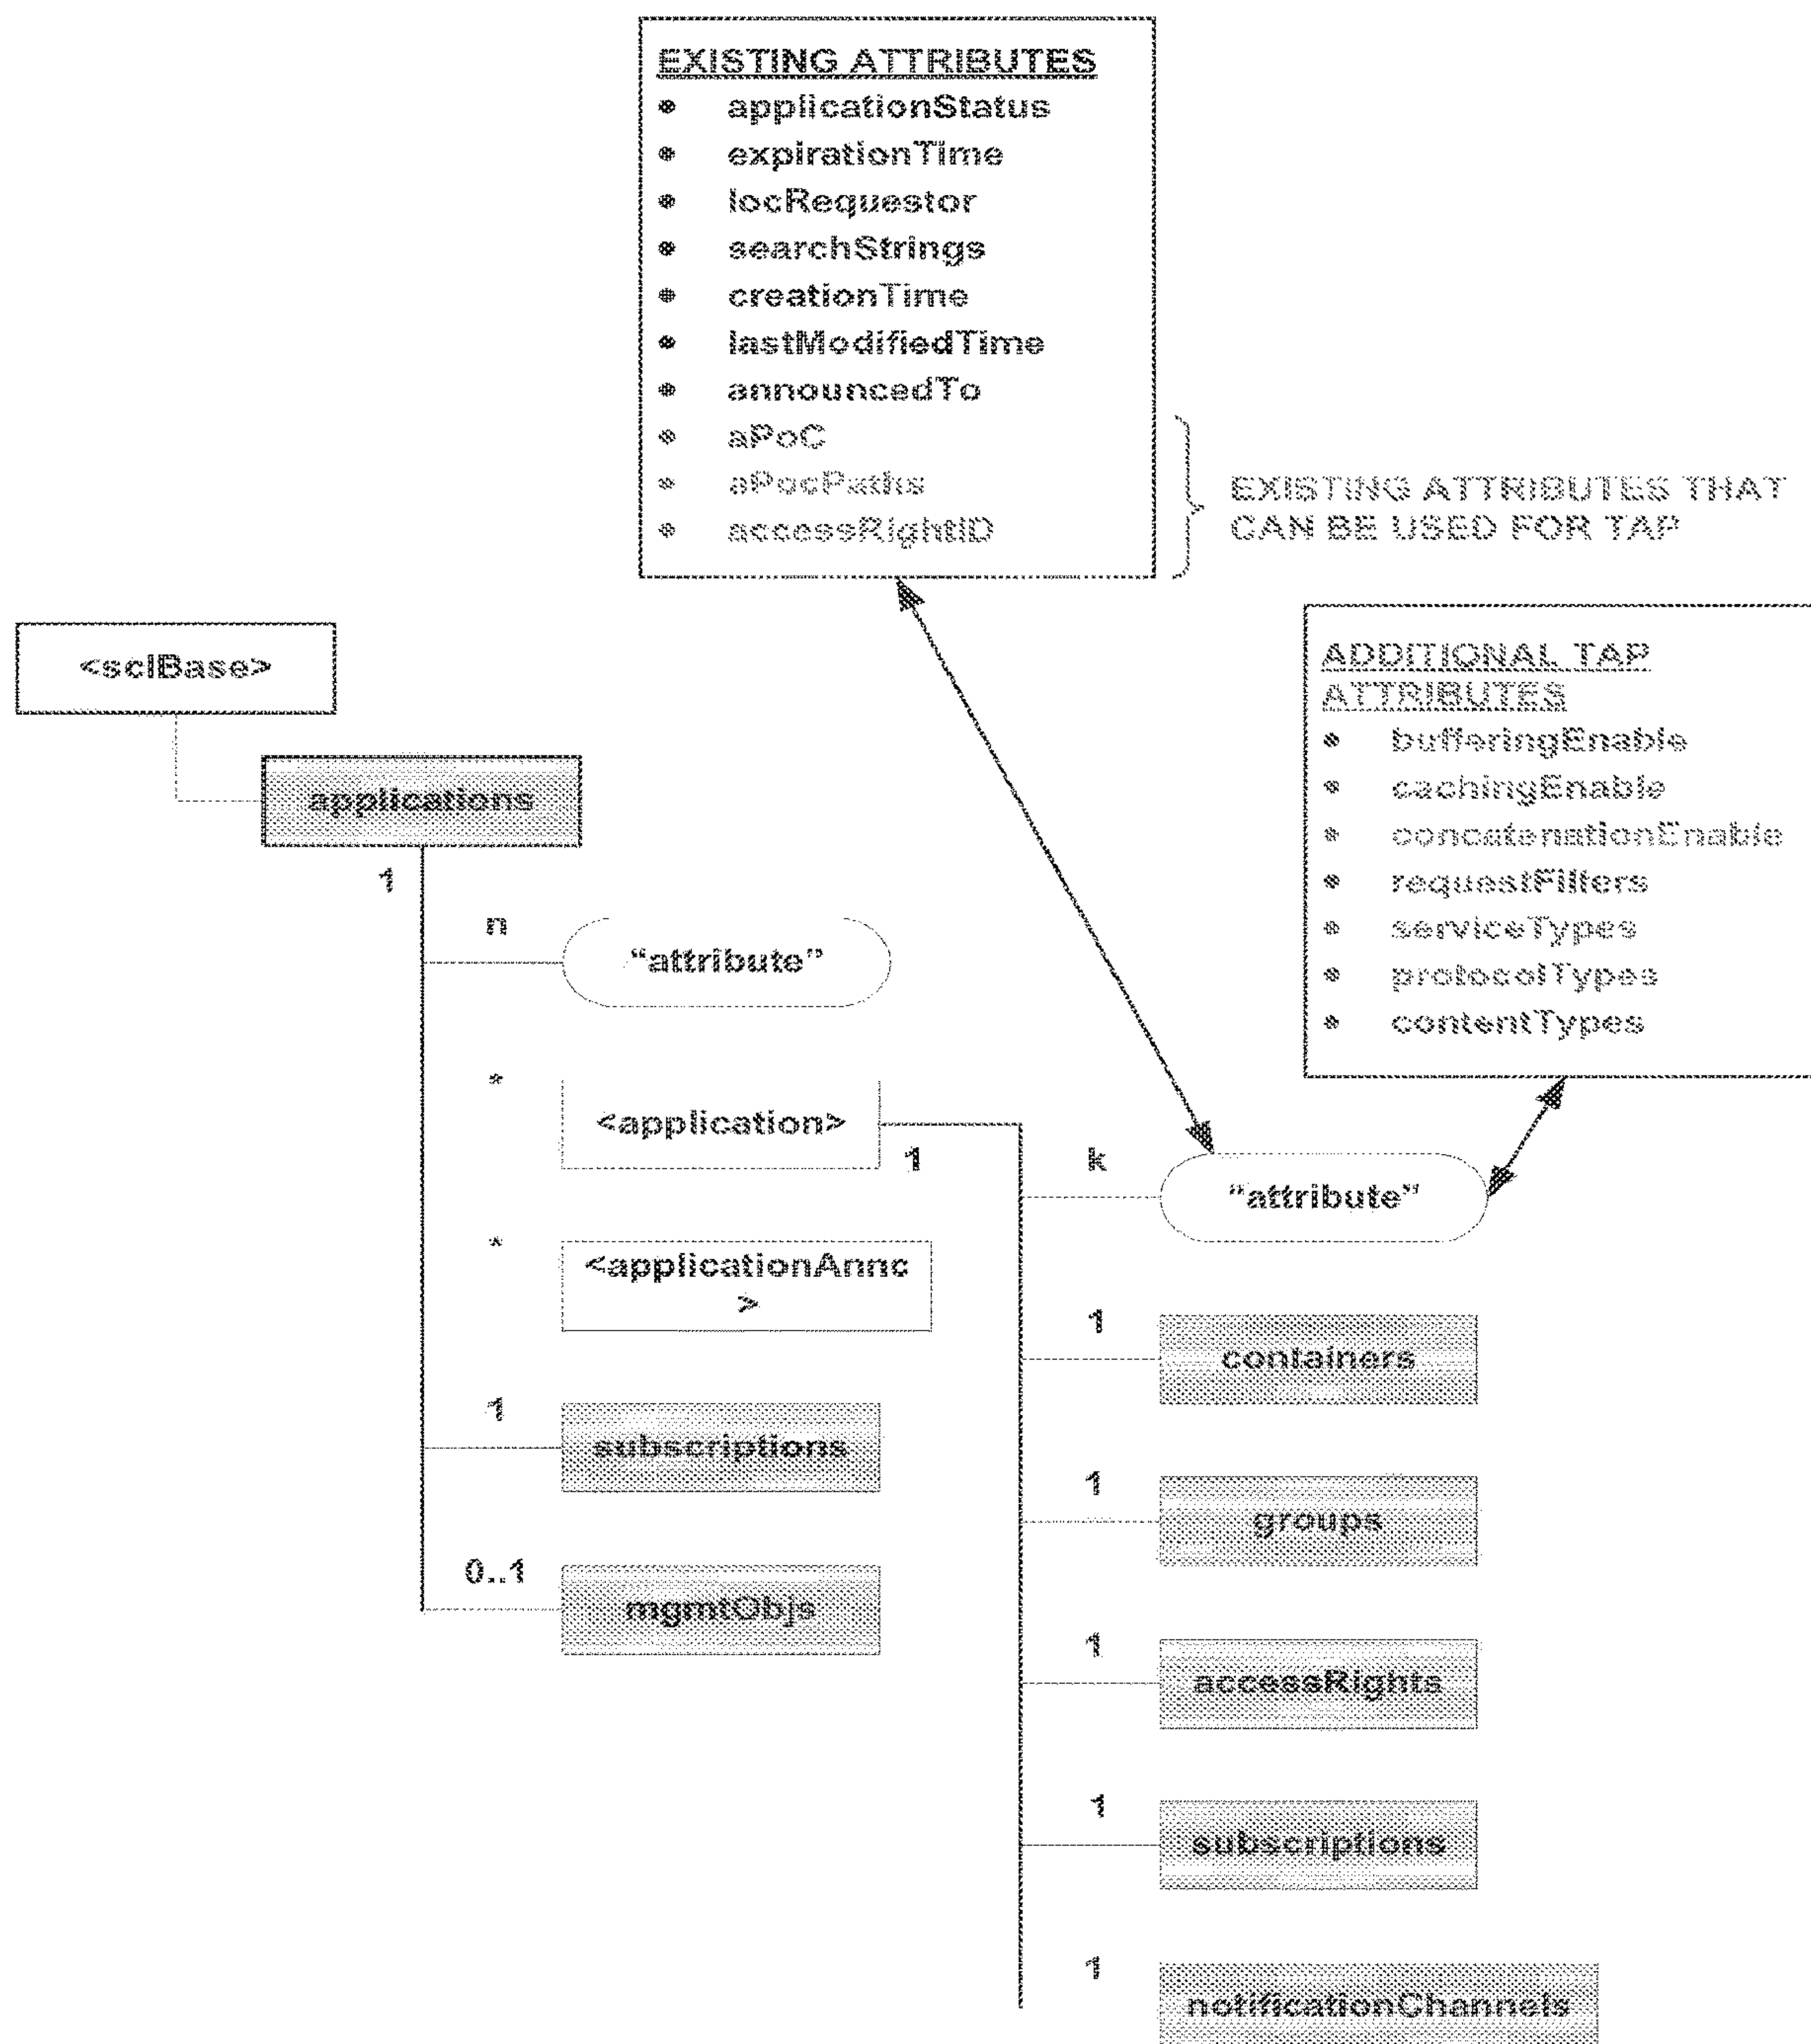 EXISTING ATTRIBUTES
• applicationStatus
• expirationTime
• locRequestor
• searchStrings
• creationTime
• lastModifiedTime
• announcedTo
• aPoC
• aPocPaths
• accessRightID
EXISTING ATTRIBUTES THAT
CAN BE USED FOR TAP
ADDITIONAL TAP
ATTRIBUTES
• bufferingEnable
• cachingEnable
• concatenationEnable
• requestFilters
• serviceTypes
• protocolTypes
• contentTypes
<sclBase>
applications
1
n
“attribute”
*
<application>
1
*
<applicationAnnc
>
1
subscriptions
0..1
mgmtObjs
k
“attribute”
1
containers
1
groups
1
accessRights
1
subscriptions
1
notificationChannels